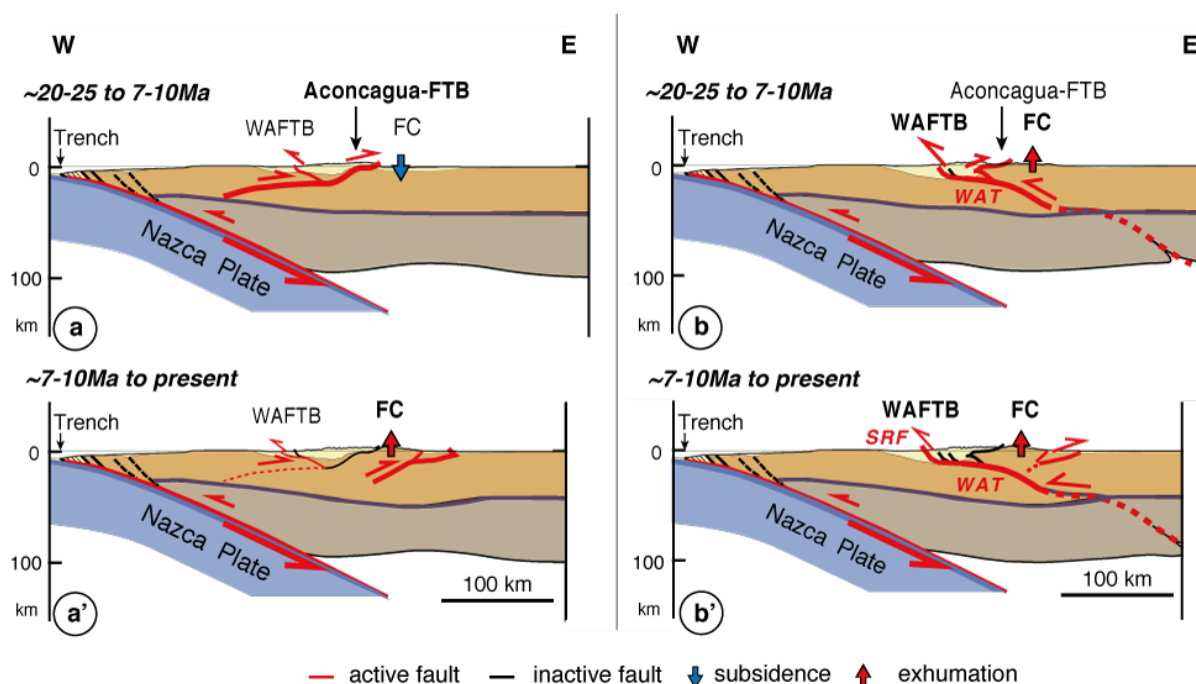 W E
~20-25 to 7-10Ma
Aconcagua-FTB
WAFTB FC
Trench
0
Nazca Plate
100
km
a
~7-10Ma to present
FC
WAFTB
Trench
0
Nazca Plate
100
100 km
km
a'
W E
~20-25 to 7-10Ma
Aconcagua-FTB
WAFTB FC
Trench
0
WAT
Nazca Plate
100
km
b
~7-10Ma to present
WAFTB FC
Trench
SRF
0
WAT
Nazca Plate
100
100 km
km
b'
active fault inactive fault subsidence exhumation